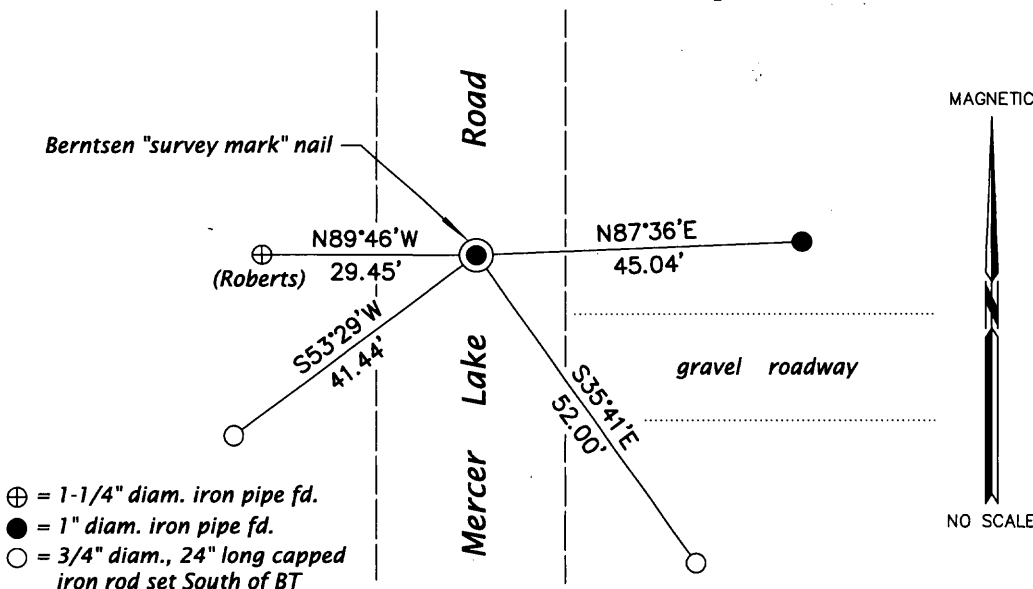 Road
MAGNETIC
Berntsen "survey mark" nail
N89°46'W
29.45'
(Roberts)
N87°36'E
45.04'
S53°29'W
41.44'
S35°41'E
52.00'
gravel roadway
Mercer Lake
N
NO SCALE
⊕ = 1-1/4" diam. iron pipe fd.
● = 1" diam. iron pipe fd.
○ = 3/4" diam., 24" long capped
iron rod set South of BT